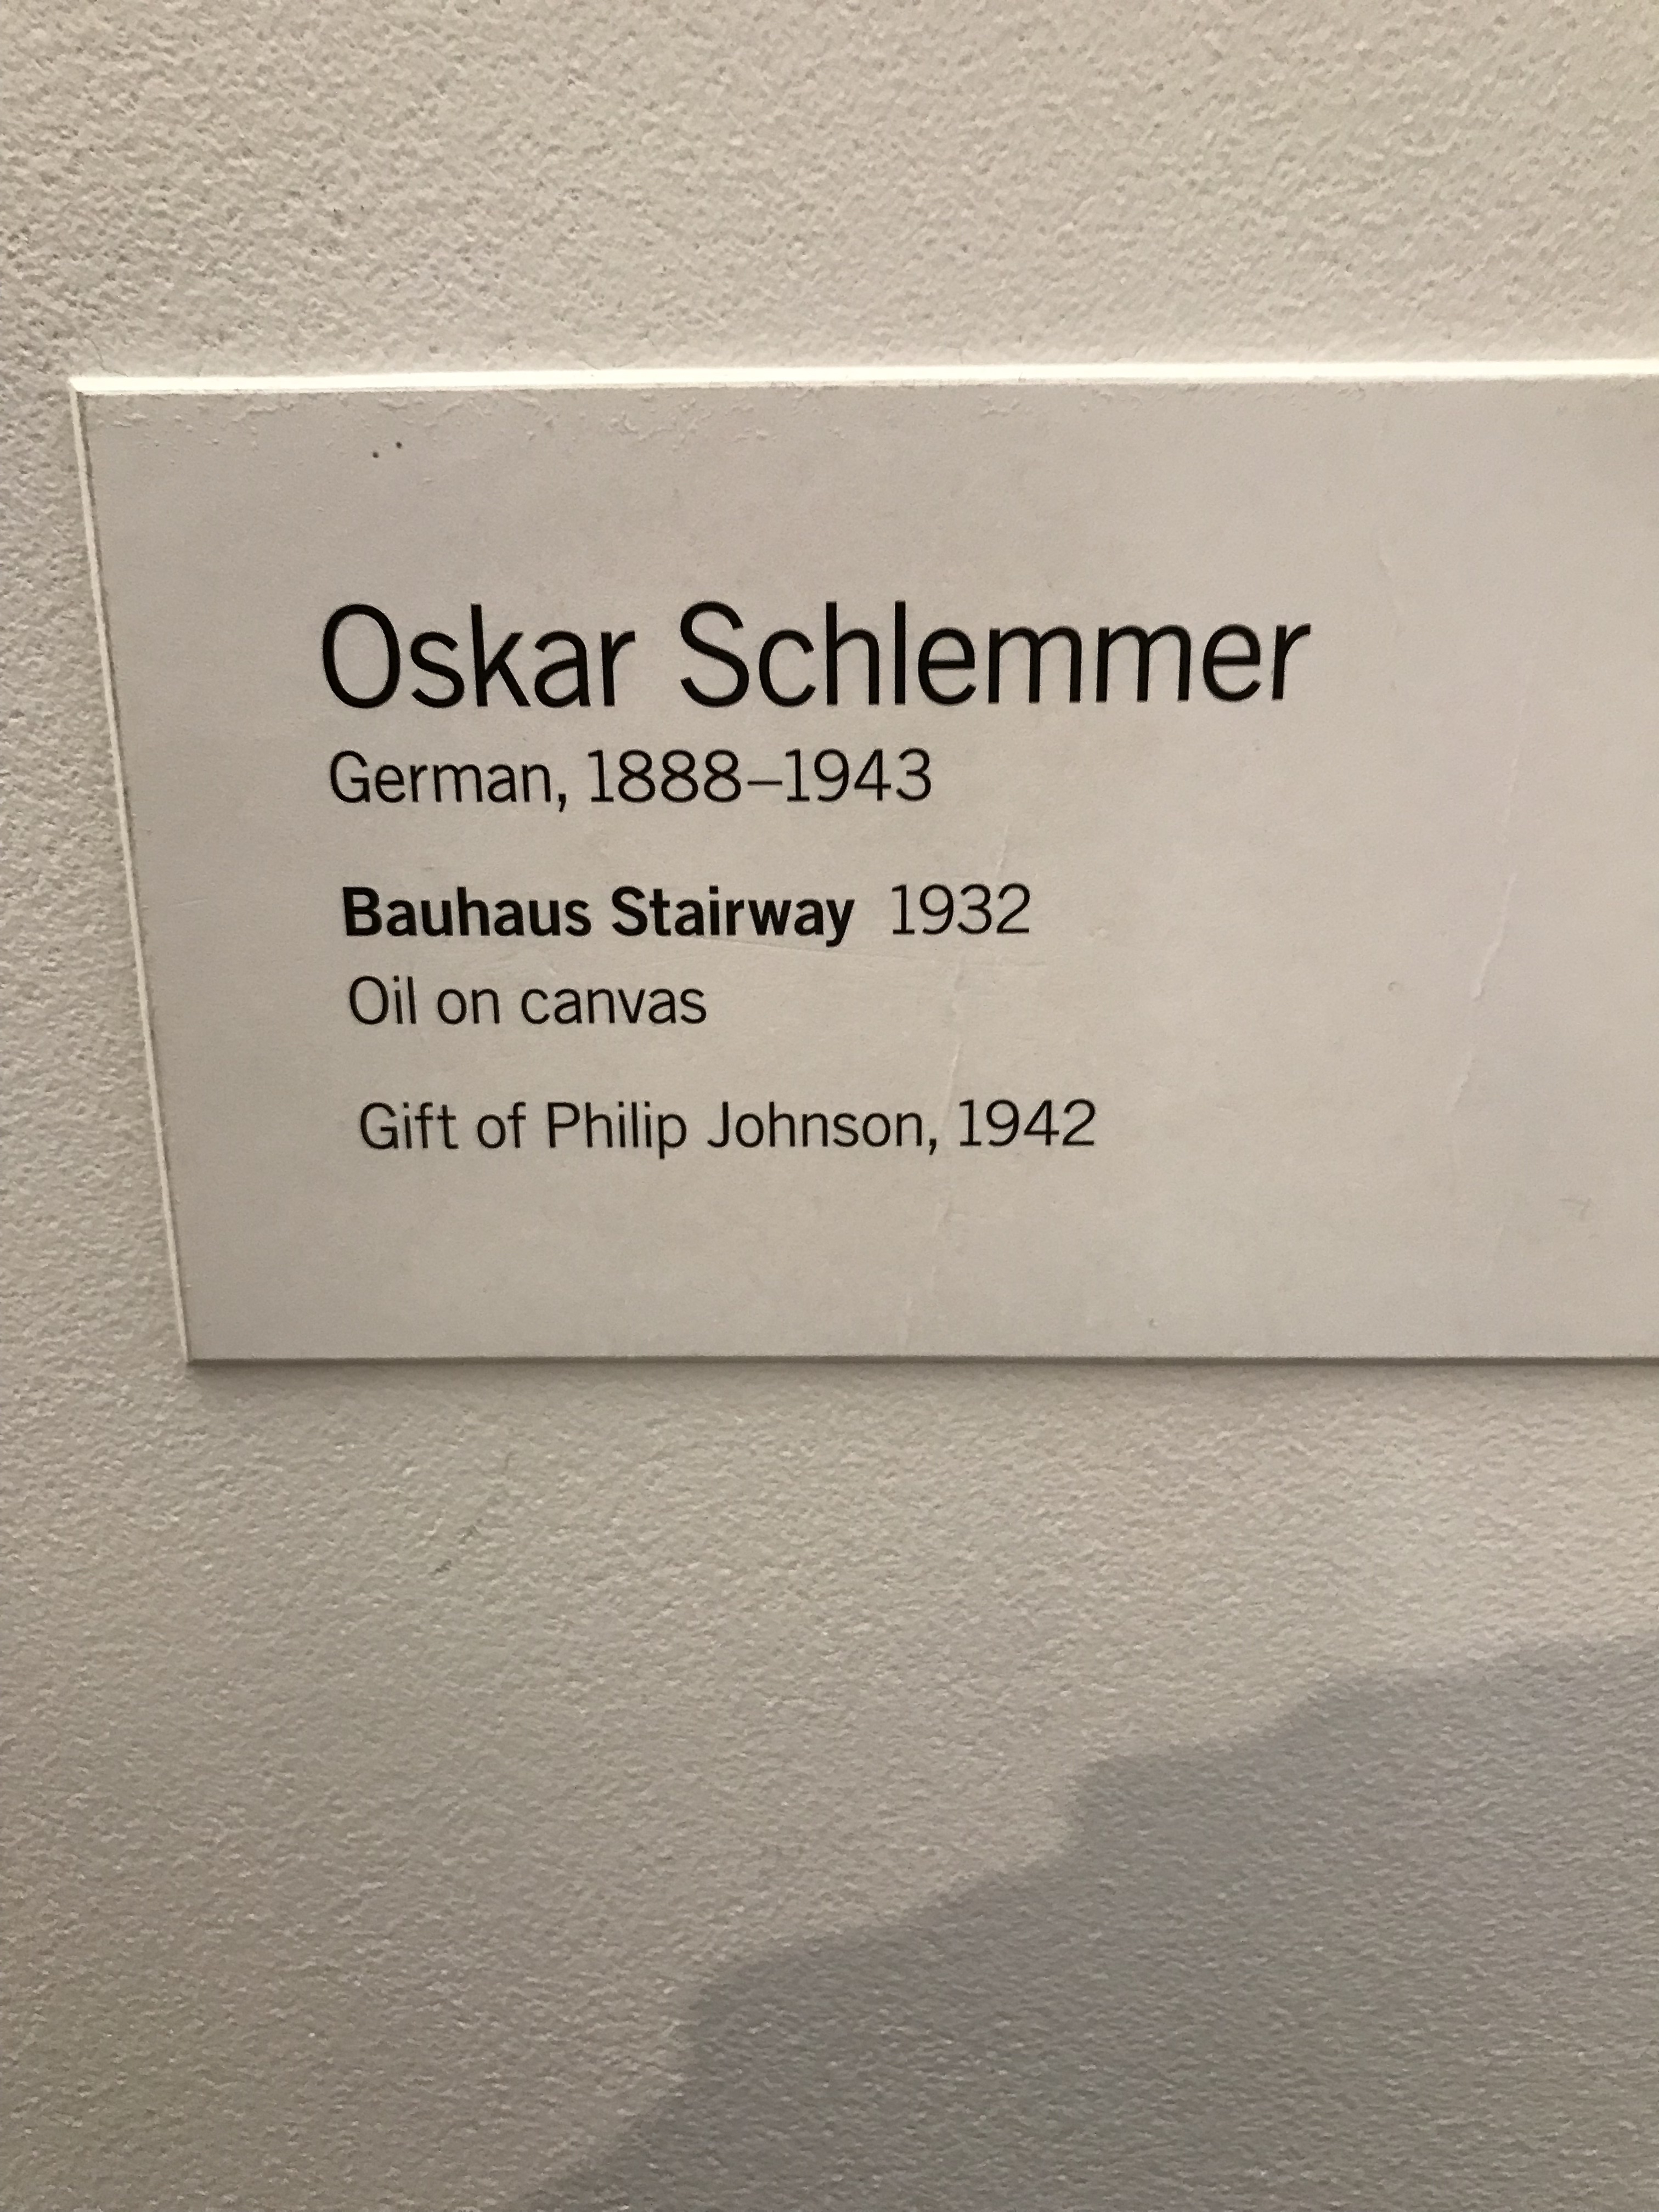 Oskar Schlemmer
German, 1888–1943
Bauhaus Stairway 1932
Oil on canvas
Gift of Philip Johnson, 1942